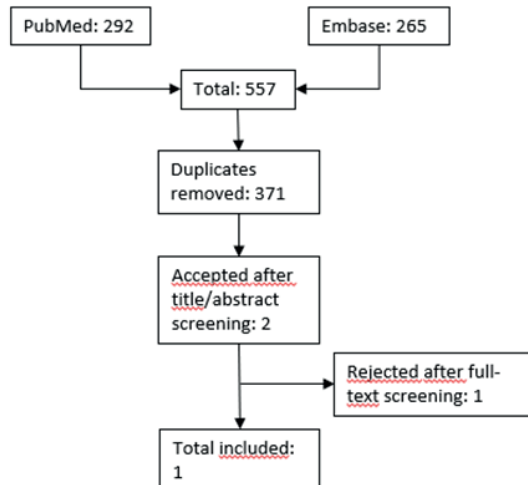 PubMed: 292
Embase: 265
Total: 557
Duplicates
removed: 371
Accepted after
title/abstract
screening: 2
Rejected after full-
text screening: 1
Total included:
1